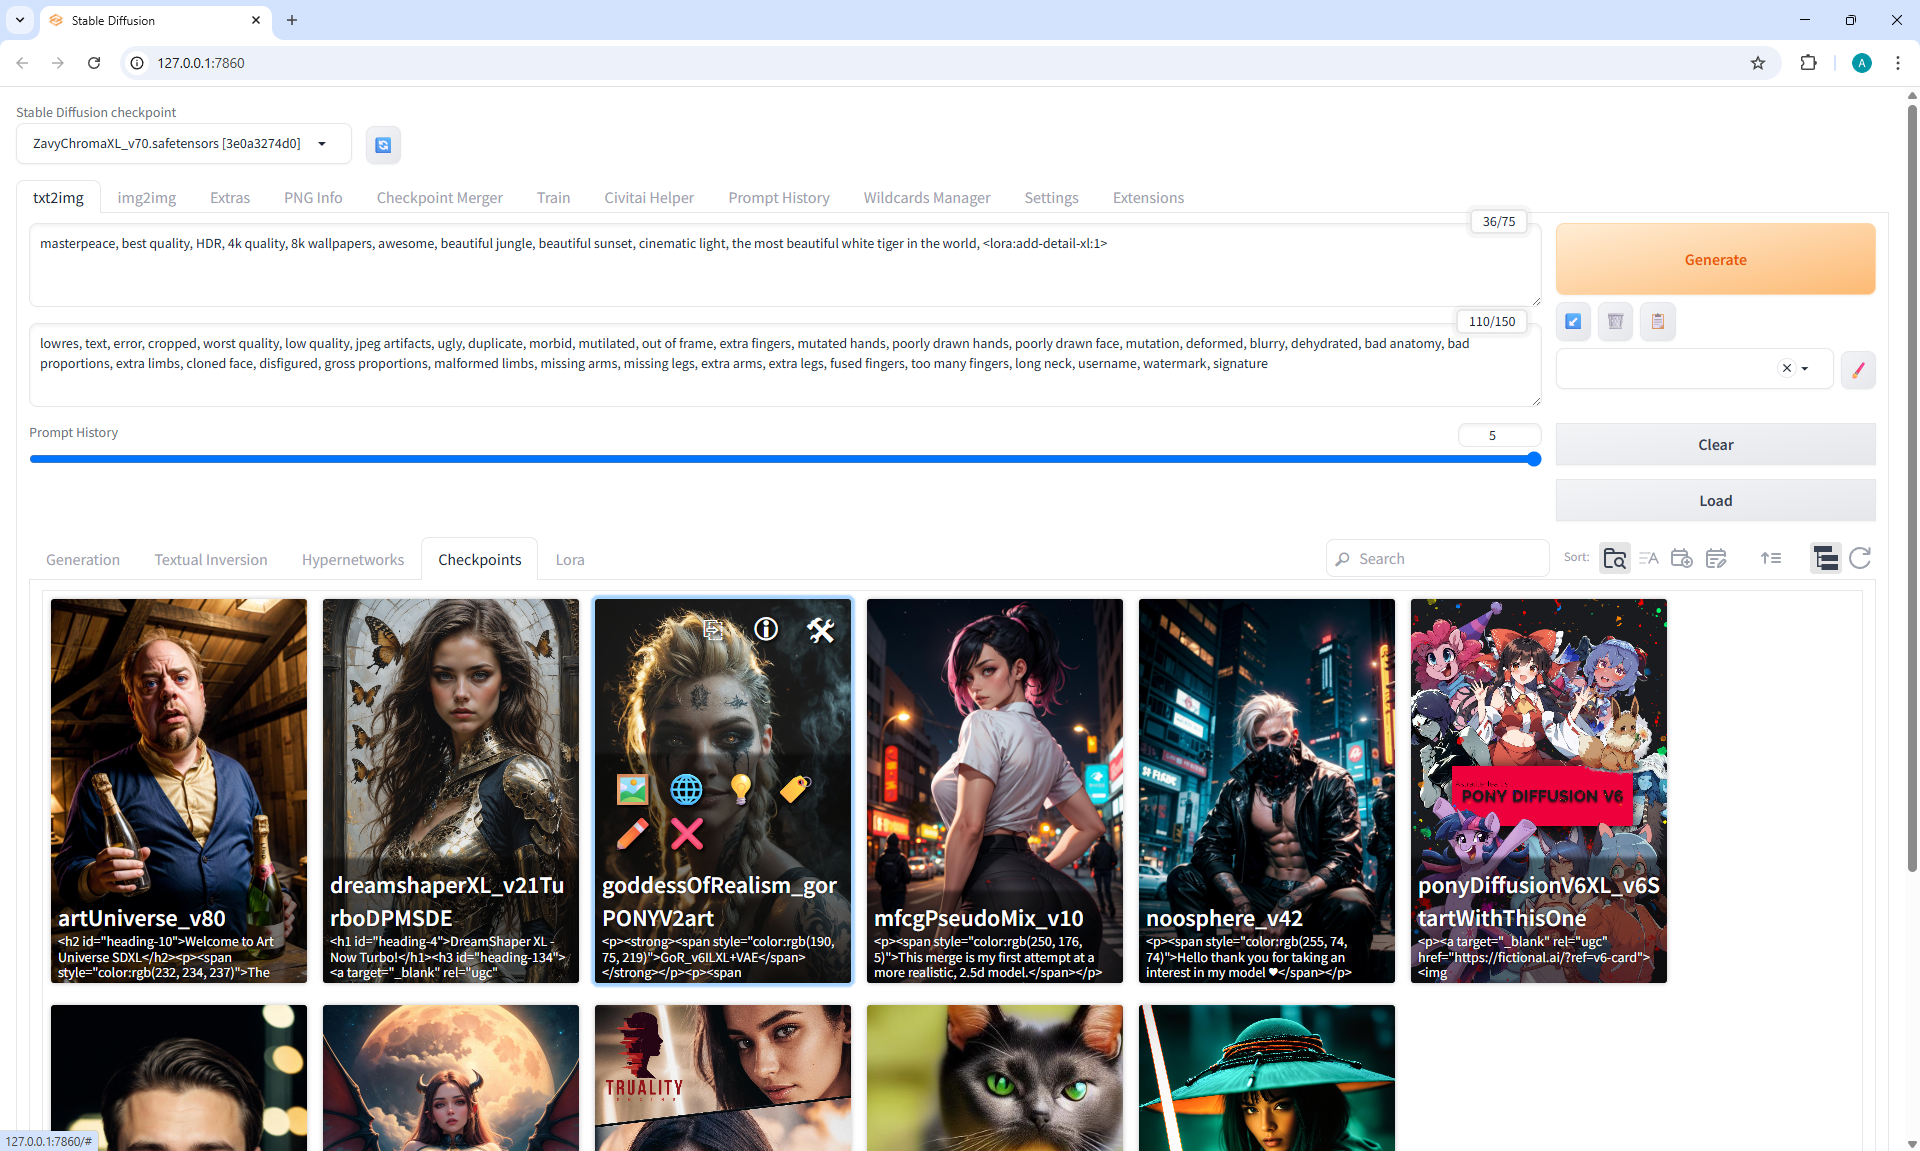 Stable Diffusion
127.0.0.1:7860
A
Stable Diffusion checkpoint
ZavyChromaXL_v70.safetensors [3e0a3274d0]
txt2img
img2img
Extras
PNG Info
Checkpoint Merger
Train
Civitai Helper
Prompt History
Wildcards Manager
Settings
Extensions
36/75
masterpeace, best quality, HDR, 4k quality, 8k wallpapers, awesome, beautiful jungle, beautiful sunset, cinematic light, the most beautiful white tiger in the world, <lora:add-detail-xl:1>
Generate
110/150
lowres, text, error, cropped, worst quality, low quality, jpeg artifacts, ugly, duplicate, morbid, mutilated, out of frame, extra fingers, mutated hands, poorly drawn hands, poorly drawn face, mutation, deformed, blurry, dehydrated, bad anatomy, bad
proportions, extra limbs, cloned face, disfigured, gross proportions, malformed limbs, missing arms, missing legs, extra arms, extra legs, fused fingers, too many fingers, long neck, username, watermark, signature
Prompt History
5
Clear
Load
Generation
Textual Inversion
Hypernetworks
Checkpoints
Lora
Search
Sort:
artUniverse_v80
<h2 id="heading-10">Welcome to Art
Universe SDXL</h2><p><span
style="color:rgb(232, 234, 237)">The
dreamshaperXL_v21Tu
rboDPMSDE
<h1 id="heading-4">DreamShaper XL -
Now Turbo!</h1><h3 id="heading-134">
<a target="_blank" rel="ugc"
goddessOfRealism_gor
PONYV2art
<p><strong><span style="color:rgb(190,
75, 219)">GoR_v6ILXL+VAE</span>
</strong></p><p><span
mfcgPseudoMix_v10
<p><span style="color:rgb(250, 176,
5)">This merge is my first attempt at a
more realistic, 2.5d model.</span></p>
noosphere_v42
<p><span style="color:rgb(255, 74,
74)">Hello thank you for taking an
interest in my model ♥</span></p>
PONY DIFFUSION V6
ponyDiffusionV6XL_v6S
tartWithThisOne
<p><a target="_blank" rel="ugc"
href="https://fictional.ai/?ref=v6-card">
<img
TRUALITY
127.0.0.1:7860/#